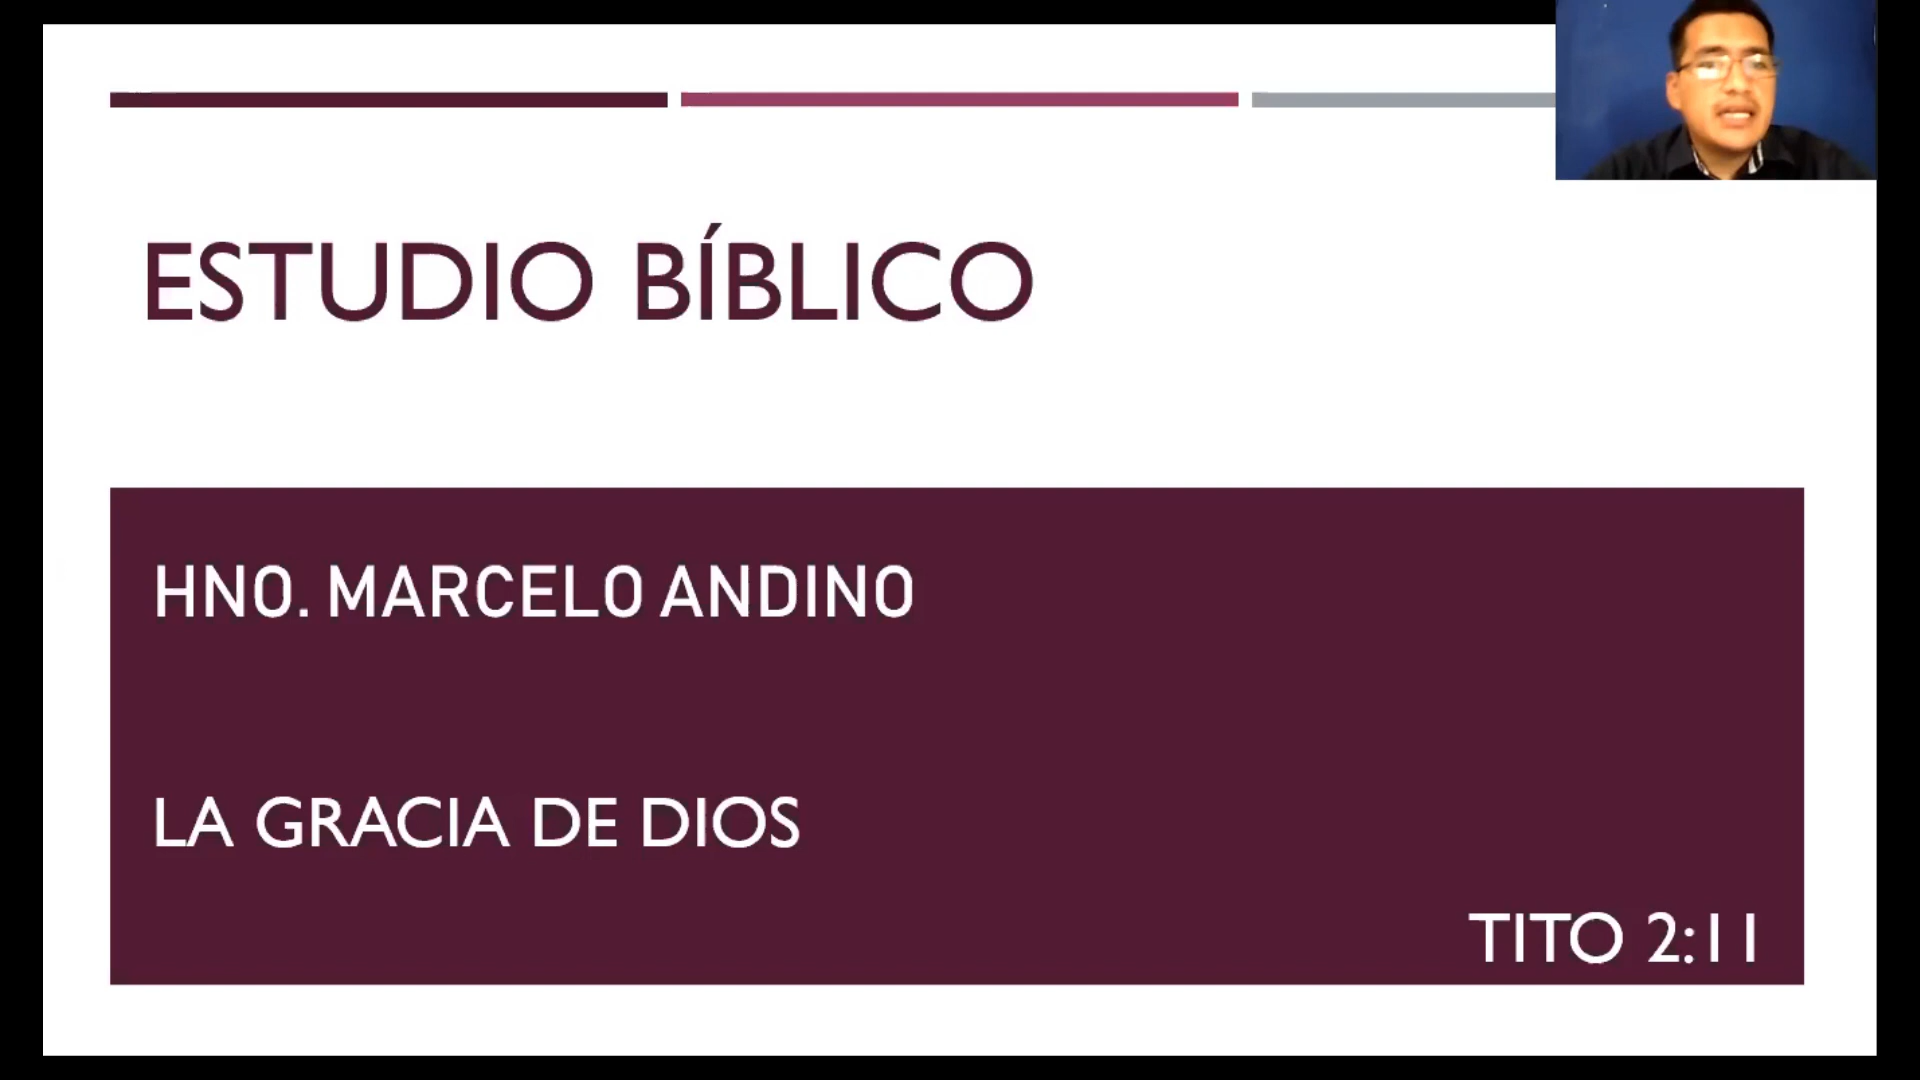 ESTUDIO BÍBLICO
HNO. MARCELO ANDINO
LA GRACIA DE DIOS
TITO 2:11